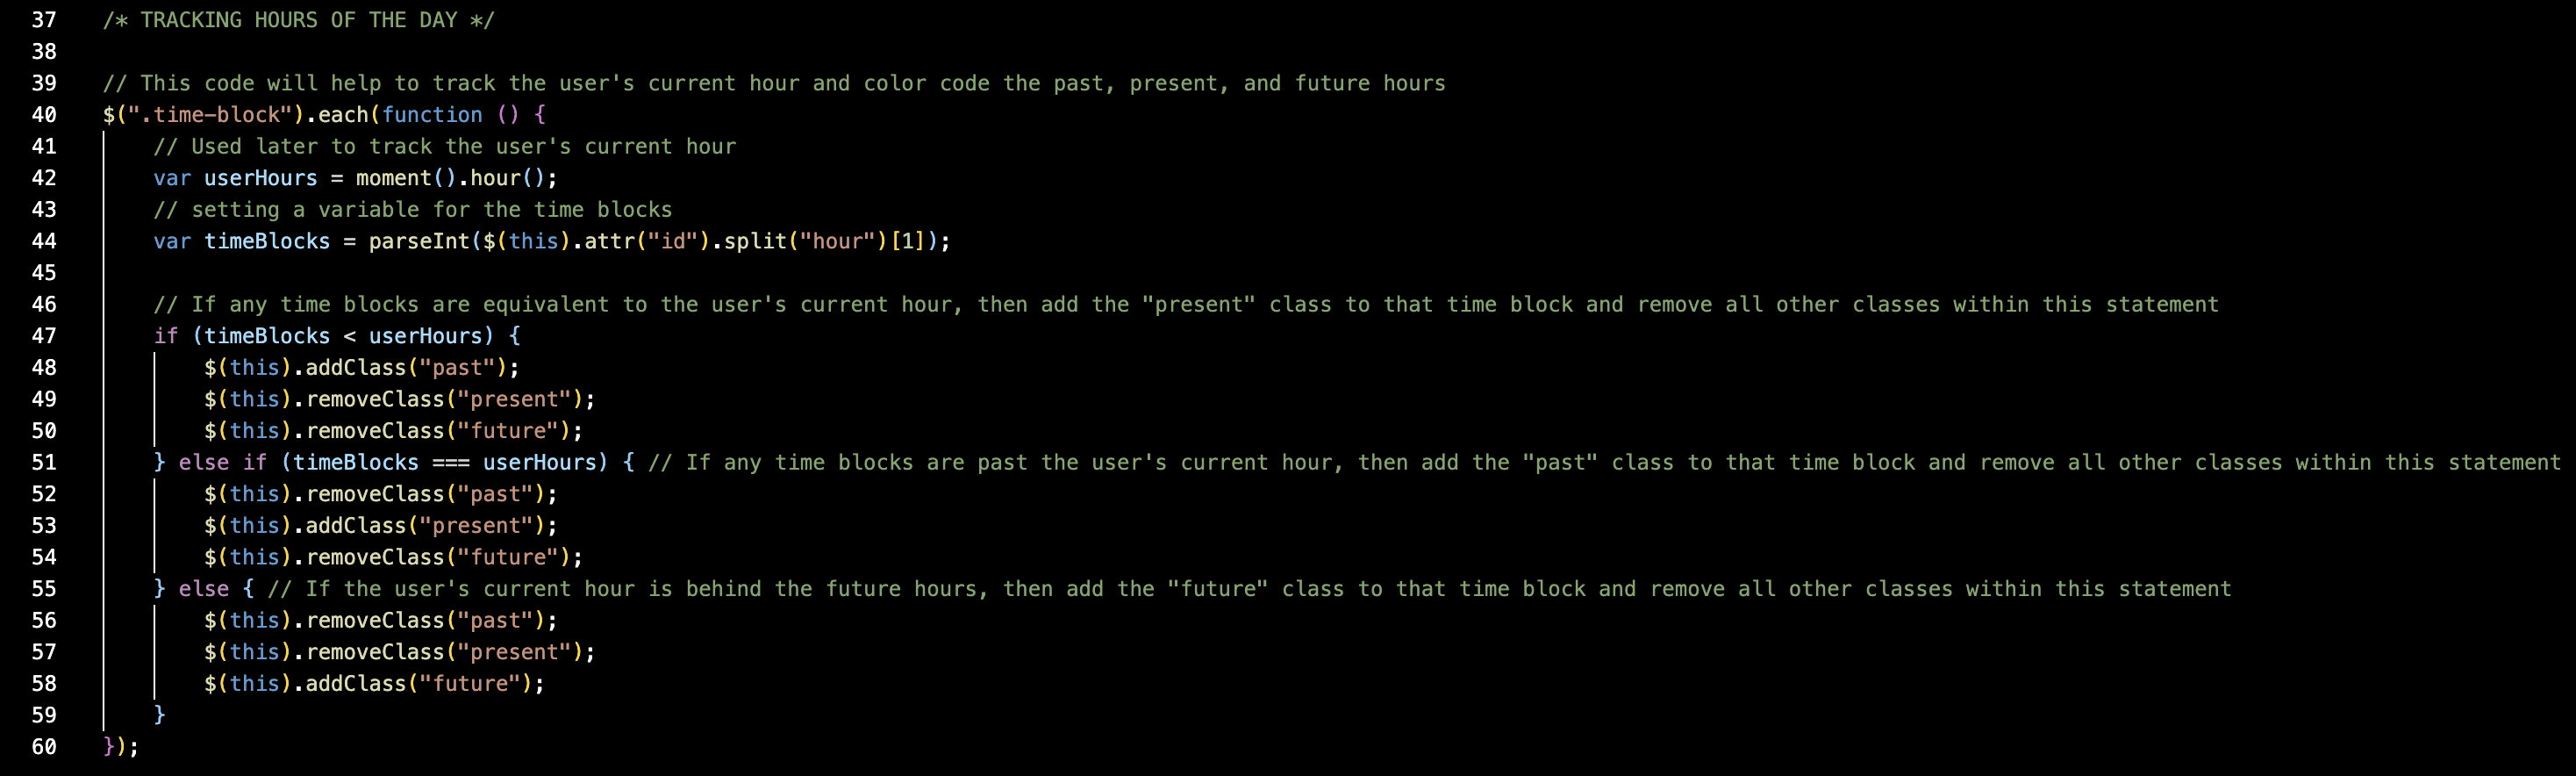 37 /* TRACKING HOURS OF THE DAY */
38
39 // This code will help to track the user's current hour and color code the past, present, and future hours
40 $(".time-block").each(function () {
41 // Used later to track the user's current hour
42 var userHours = moment().hour();
43 // setting a variable for the time blocks
44 var timeBlocks = parseInt($(this).attr("id").split("hour")[1]);
45
46 // If any time blocks are equivalent to the user's current hour, then add the "present" class to that time block and remove all other classes within this statement
47 if (timeBlocks < userHours) {
48 $(this).addClass("past");
49 $(this).removeClass("present");
50 $(this).removeClass("future");
51 } else if (timeBlocks === userHours) { // If any time blocks are past the user's current hour, then add the "past" class to that time block and remove all other classes within this statement
52 $(this).removeClass("past");
53 $(this).addClass("present");
54 $(this).removeClass("future");
55 } else { // If the user's current hour is behind the future hours, then add the "future" class to that time block and remove all other classes within this statement
56 $(this).removeClass("past");
57 $(this).removeClass("present");
58 $(this).addClass("future");
59 }
60 });